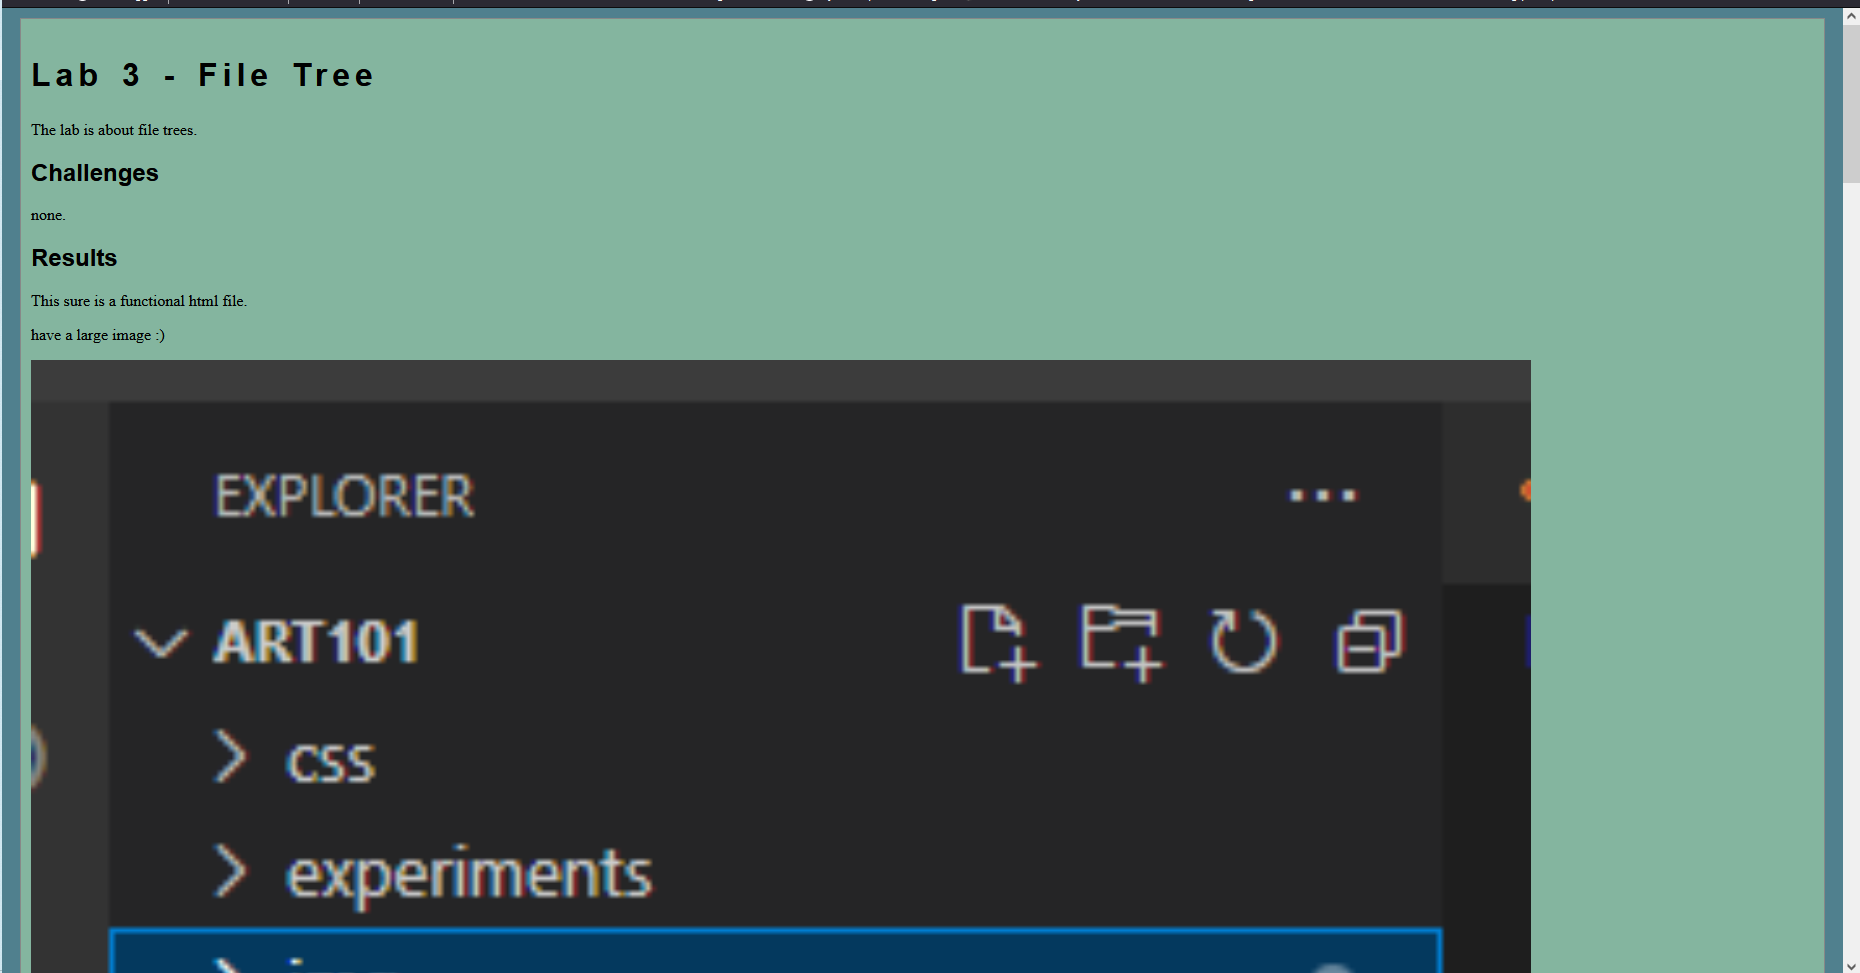 Lab 3 - File Tree
The lab is about file trees.
Challenges
none.
Results
This sure is a functional html file.
have a large image :)
EXPLORER
ART101
css
experiments